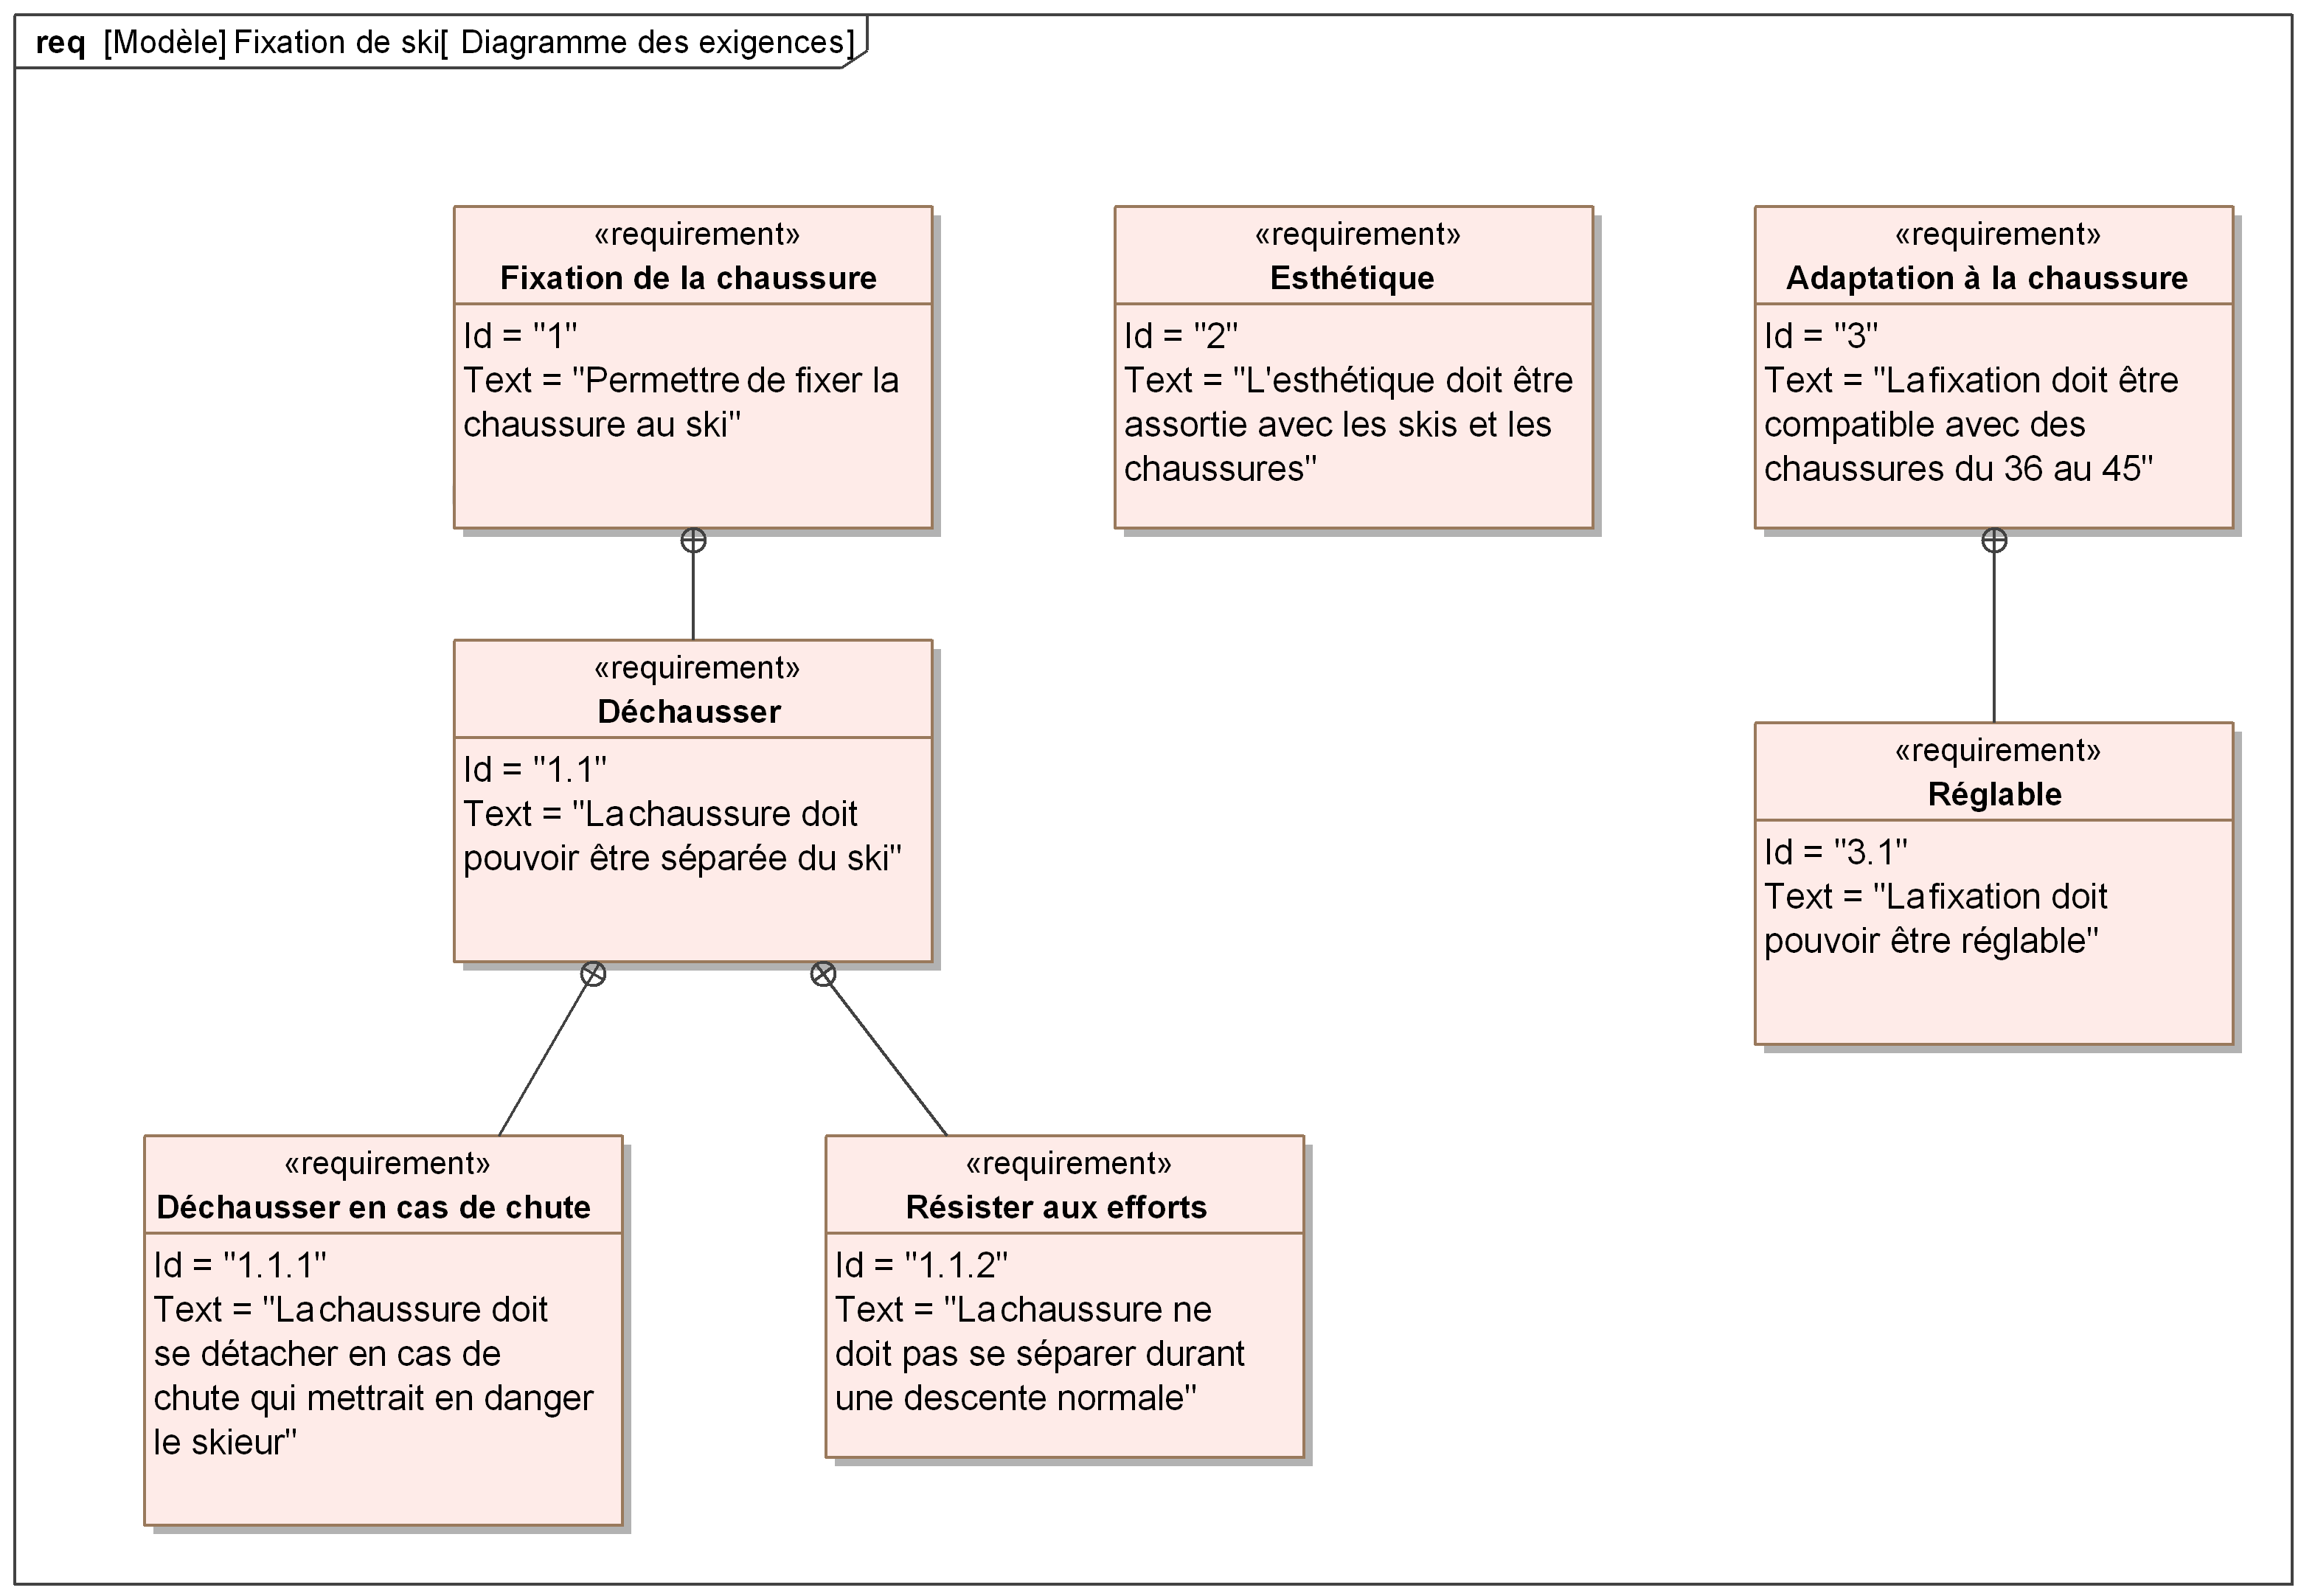 req [Modèle] Fixation de ski[ Diagramme des exigences]
«requirement»
Fixation de la chaussure
Id = "1"
Text = "Permettre de fixer la
chaussure au ski"
«requirement»
Esthétique
Id = "2"
Text = "L'esthétique doit être
assortie avec les skis et les
chaussures"
«requirement»
Adaptation à la chaussure
Id = "3"
Text = "La fixation doit être
compatible avec des
chaussures du 36 au 45"
«requirement»
Déchausser
Id = "1.1"
Text = "La chaussure doit
pouvoir être séparée du ski"
«requirement»
Réglable
Id = "3.1"
Text = "La fixation doit
pouvoir être réglable"
«requirement»
Déchausser en cas de chute
Id = "1.1.1"
Text = "La chaussure doit
se détacher en cas de
chute qui mettrait en danger
le skieur"
«requirement»
Résister aux efforts
Id = "1.1.2"
Text = "La chaussure ne
doit pas se séparer durant
une descente normale"